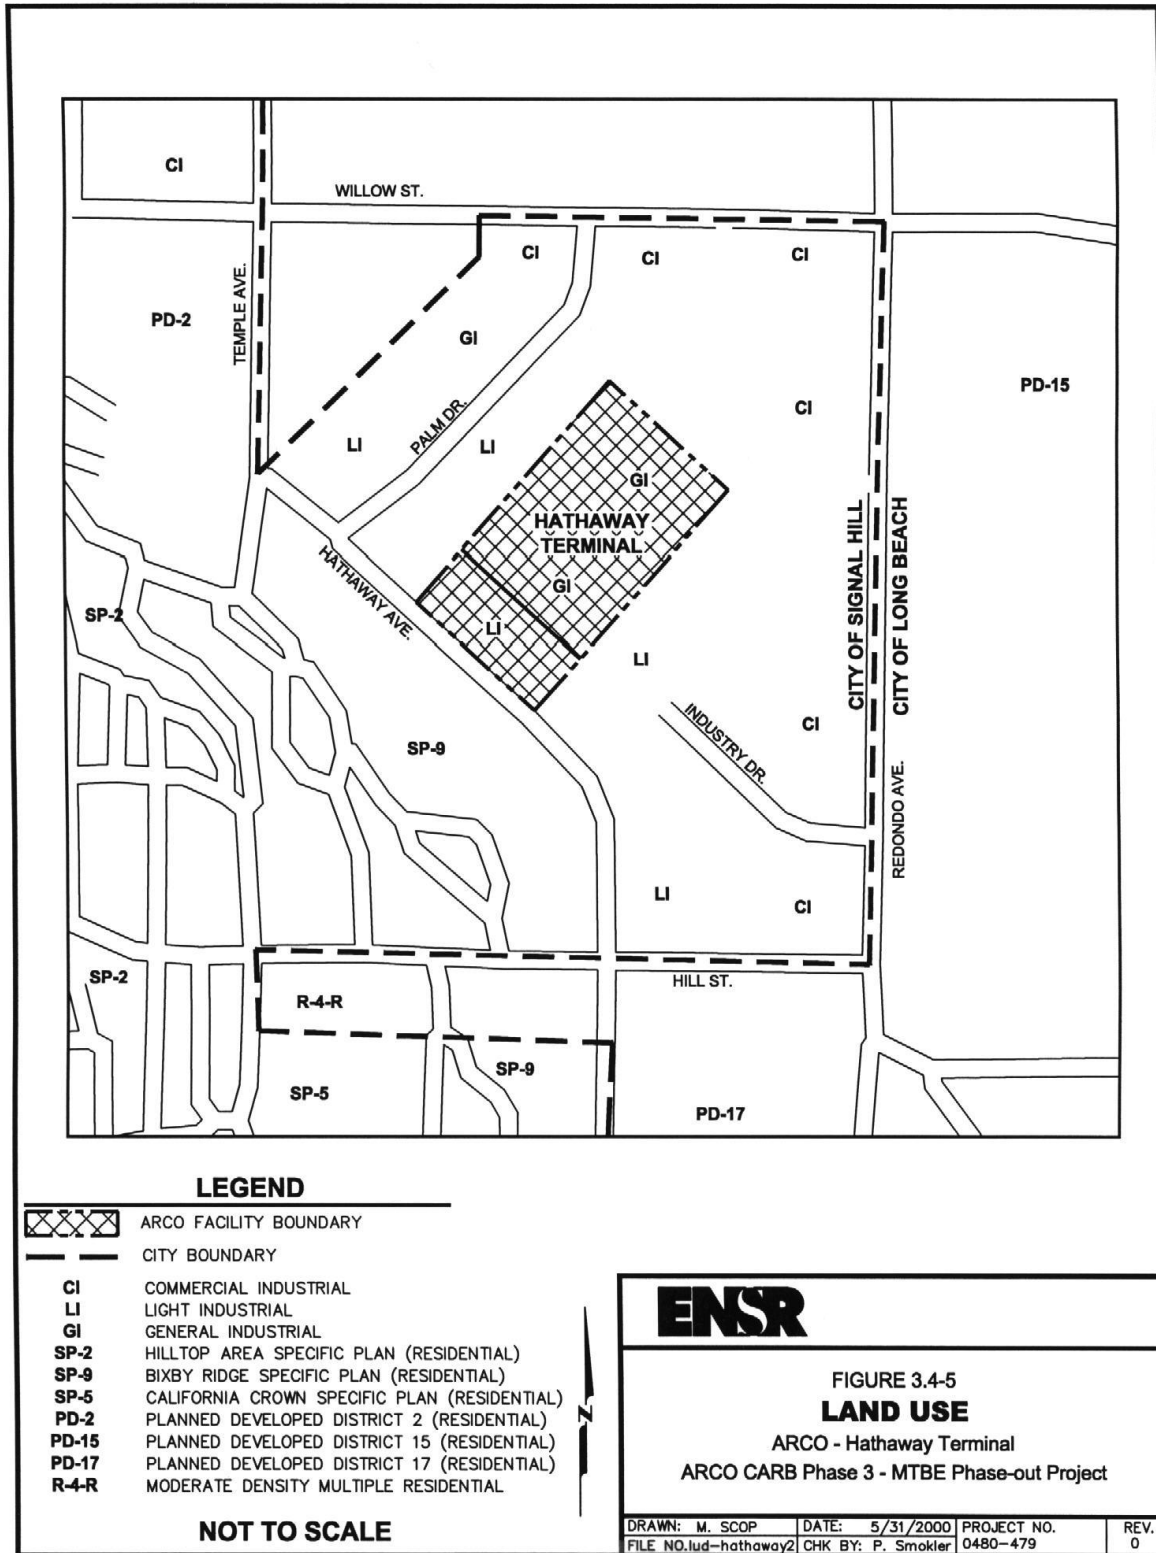 CI
WILLOW ST.
CI
CI
CI
TEMPLE AVE.
PD-2
GI
PD-15
CI
PALM DR.
LI
LI
GI
HATHAWAY
TERMINAL
CITY OF SIGNAL HILL
CITY OF LONG BEACH
HATHAWAY AVE.
GI
SP-2
LI
LI
INDUSTRY DR.
CI
SP-9
REDONDO AVE.
LI
CI
SP-2
HILL ST.
R-4-R
SP-9
SP-5
PD-17
LEGEND
ARCO FACILITY BOUNDARY
CITY BOUNDARY
CI COMMERCIAL INDUSTRIAL
LI LIGHT INDUSTRIAL
GI GENERAL INDUSTRIAL
SP-2 HILLTOP AREA SPECIFIC PLAN (RESIDENTIAL)
SP-9 BIXBY RIDGE SPECIFIC PLAN (RESIDENTIAL)
SP-5 CALIFORNIA CROWN SPECIFIC PLAN (RESIDENTIAL)
PD-2 PLANNED DEVELOPED DISTRICT 2 (RESIDENTIAL)
PD-15 PLANNED DEVELOPED DISTRICT 15 (RESIDENTIAL)
PD-17 PLANNED DEVELOPED DISTRICT 17 (RESIDENTIAL)
R-4-R MODERATE DENSITY MULTIPLE RESIDENTIAL
NOT TO SCALE
N
ENSR
FIGURE 3.4-5
LAND USE
ARCO - Hathaway Terminal
ARCO CARB Phase 3 - MTBE Phase-out Project
DRAWN: M. SCOP DATE: 5/31/2000 PROJECT NO. REV.
FILE NO.lud-hathaway2 CHK BY: P. Smokler 0480-479 0